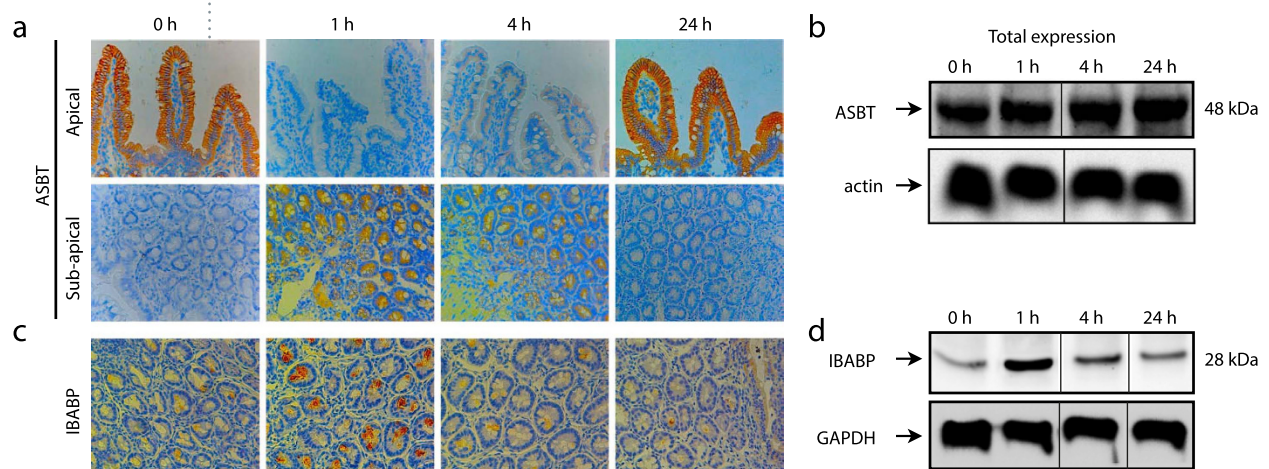 a
0 h 1 h 4 h 24 h
ASBT
Apical
Sub-apical
b
Total expression
0 h 1 h 4 h 24 h
ASBT 48 kDa
actin
c
IBABP
d
0 h 1 h 4 h 24 h
IBABP 28 kDa
GAPDH